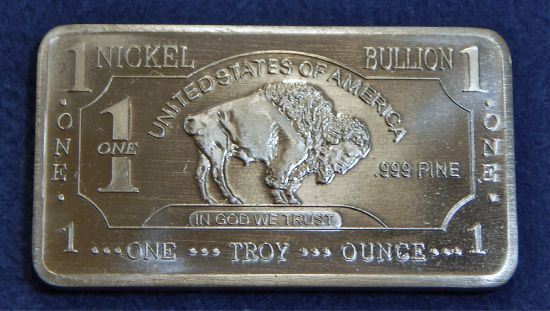 1 NICKEL BULLION 1
UNITED STATES OF AMERICA
.ONE.
1
ONE
.999 FINE
.ONE.
IN GOD WE TRUST
1 ...ONE ... TROY ... OUNCE... 1